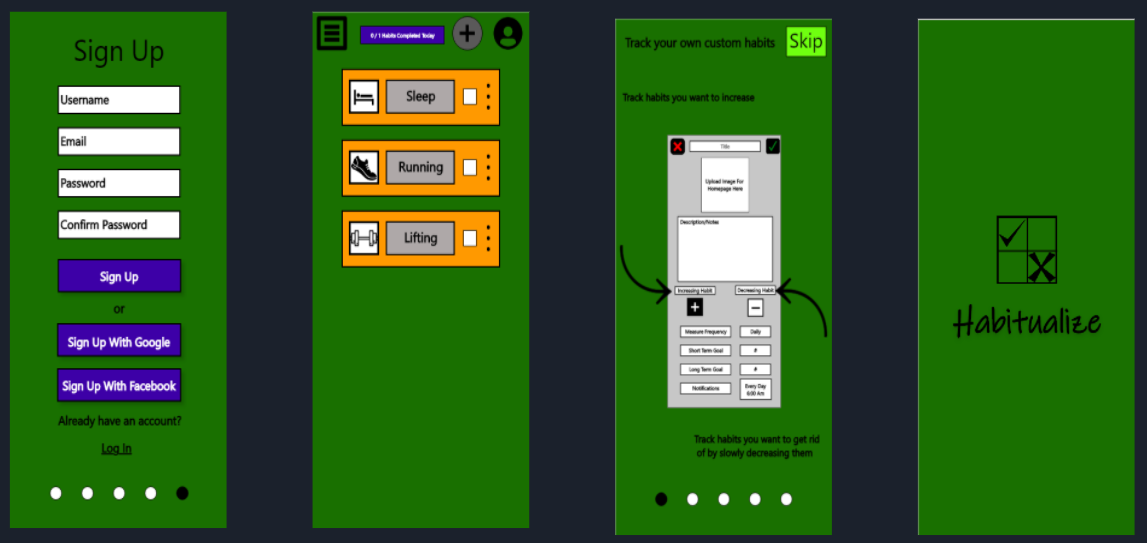 Sign Up
Username
Email
Password
Confirm Password
Sign Up
or
Sign Up With Google
Sign Up With Facebook
Already have an account?
Log In
0 / 1 Habits Completed Today
Sleep
Running
Lifting
Track your own custom habits
Skip
Track habits you want to increase
Title
Upload Image For
Homepage Here
Description/Notes
Increasing Habit
Decreasing Habit
Measure Frequency
Daily
Short Term Goal
#
Long Term Goal
#
Notifications
Every Day
6:00 Am
Track habits you want to get rid
of by slowly decreasing them
Habitualize